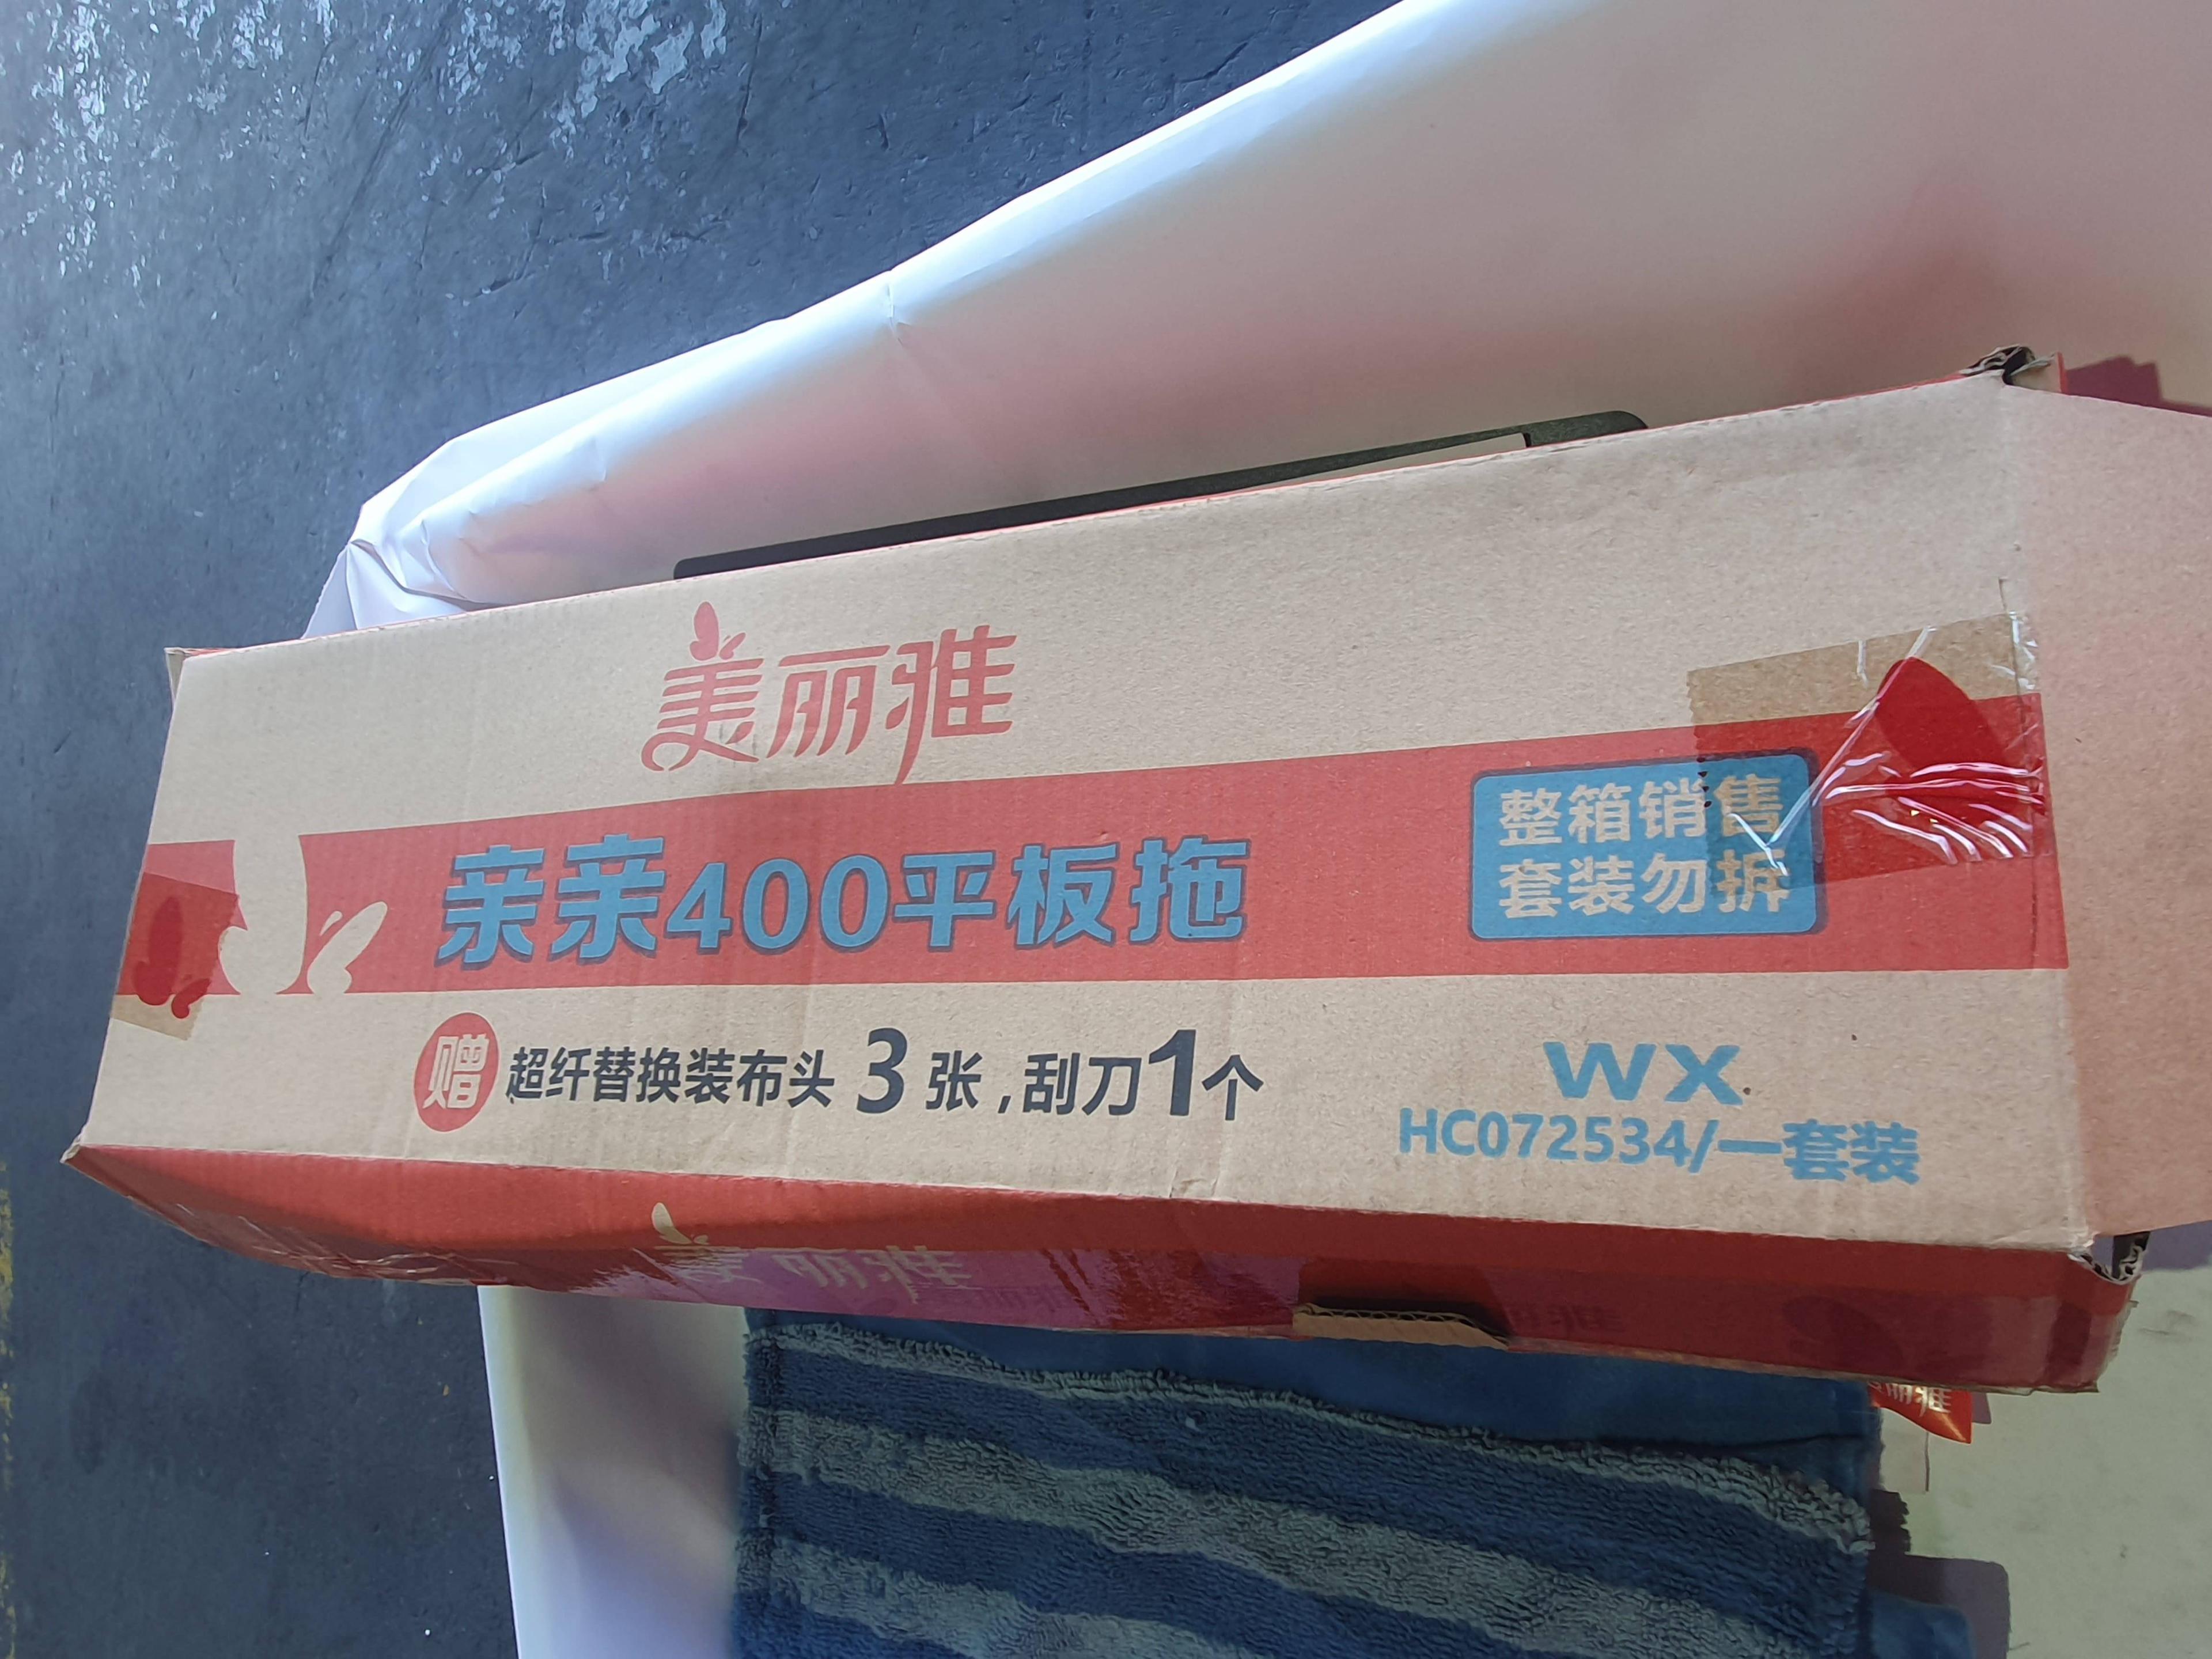 美丽雅
亲亲400平板拖
整箱销售
套装勿拆
赠 超纤替换装布头 3 张,刮刀1个
WX
HC072534/一套装
美丽雅
丽雅